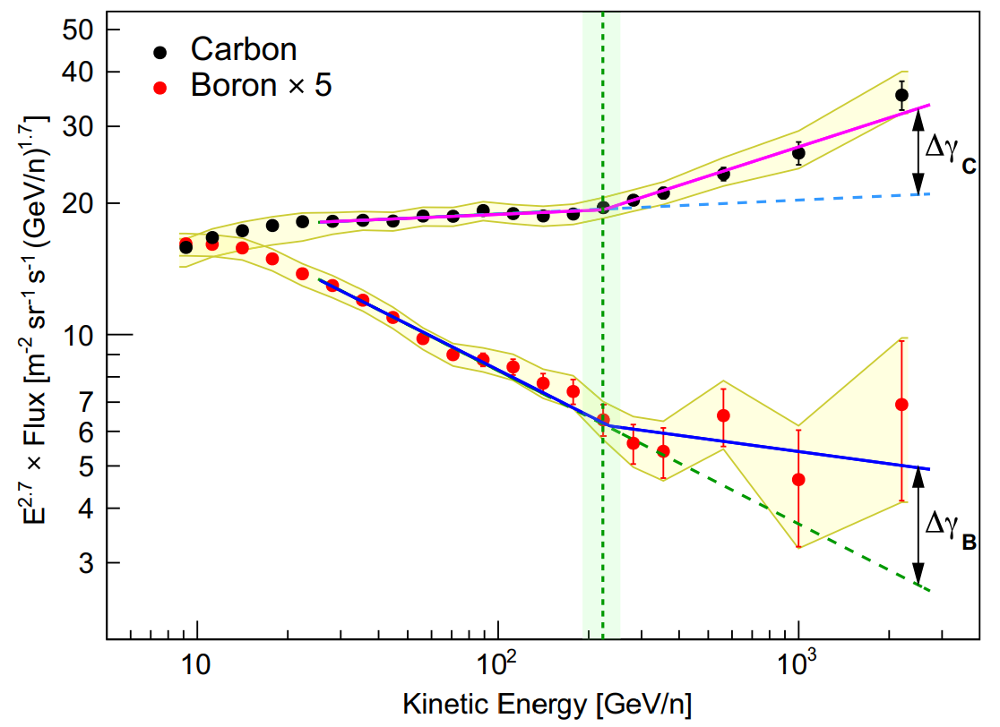 Carbon
Boron × 5
E^2.7 × Flux [m^-2 sr^-1 s^-1 (GeV/n)^1.7]
50
40
30
20
10
7
6
5
4
3
Δγ C
Δγ B
10 10^2 10^3
Kinetic Energy [GeV/n]